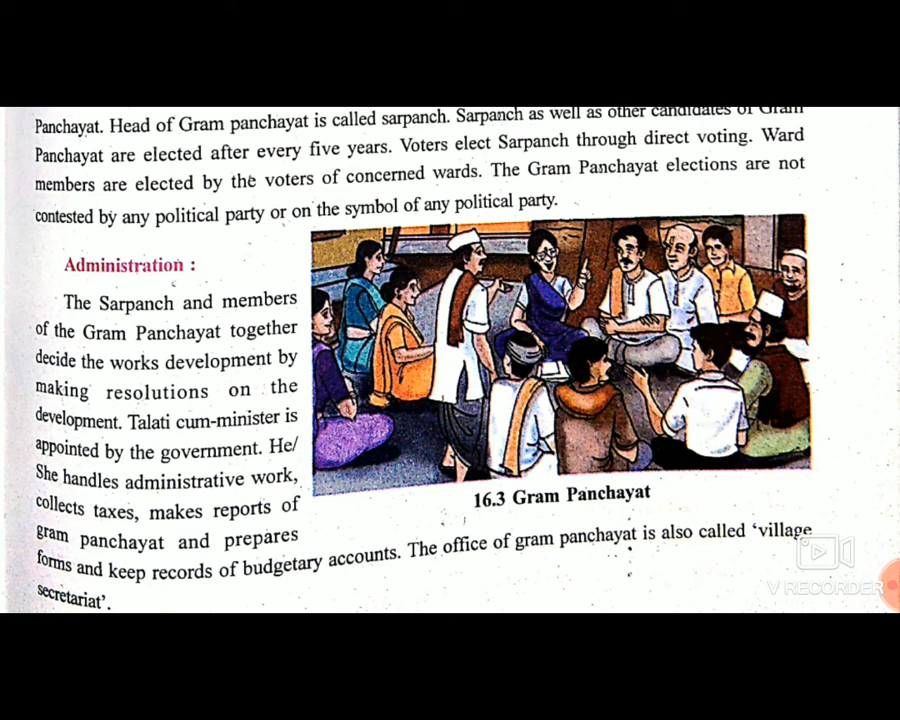 Panchayat. Head of Gram panchayat is called sarpanch. Sarpanch as well as other candidates of Gram
Panchayat are elected after every five years. Voters elect Sarpanch through direct voting. Ward
members are elected by the voters of concerned wards. The Gram Panchayat elections are not
contested by any political party or on the symbol of any political party.
Administration :
The Sarpanch and members
of the Gram Panchayat together
decide the works development by
making resolutions on the
development. Talati cum-minister is
appointed by the government. He/
She handles administrative work,
collects taxes, makes reports of
gram panchayat and prepares
forms and keep records of budgetary accounts. The office of gram panchayat is also called 'village
secretariat'.
16.3 Gram Panchayat
V RECORDER